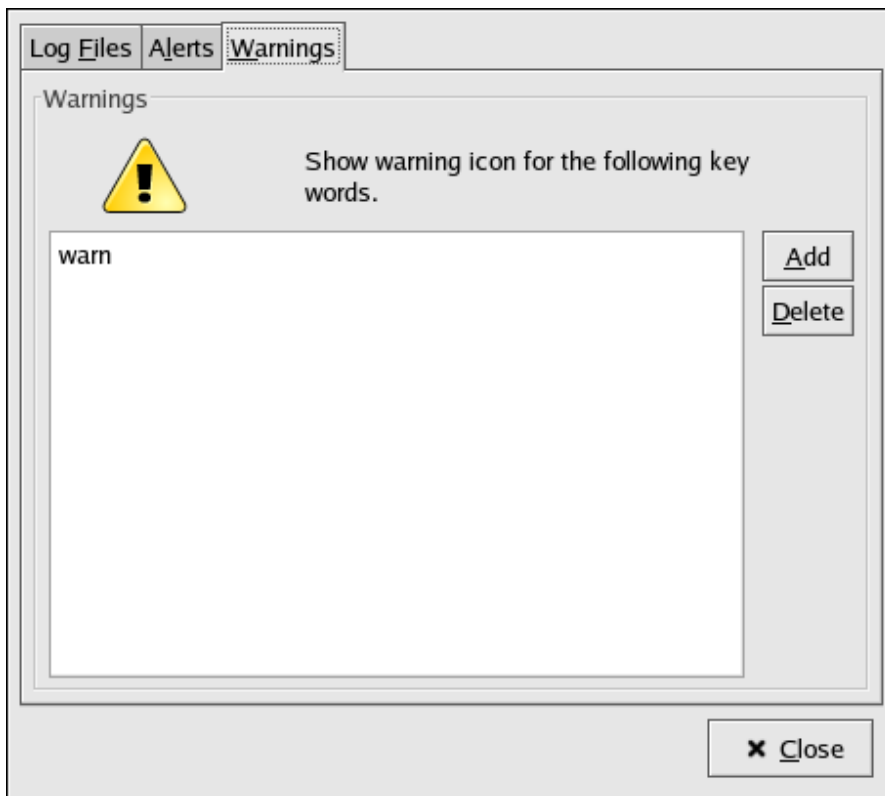 Log Files Alerts Warnings
Warnings
Show warning icon for the following key
words.
warn
Add
Delete
Close